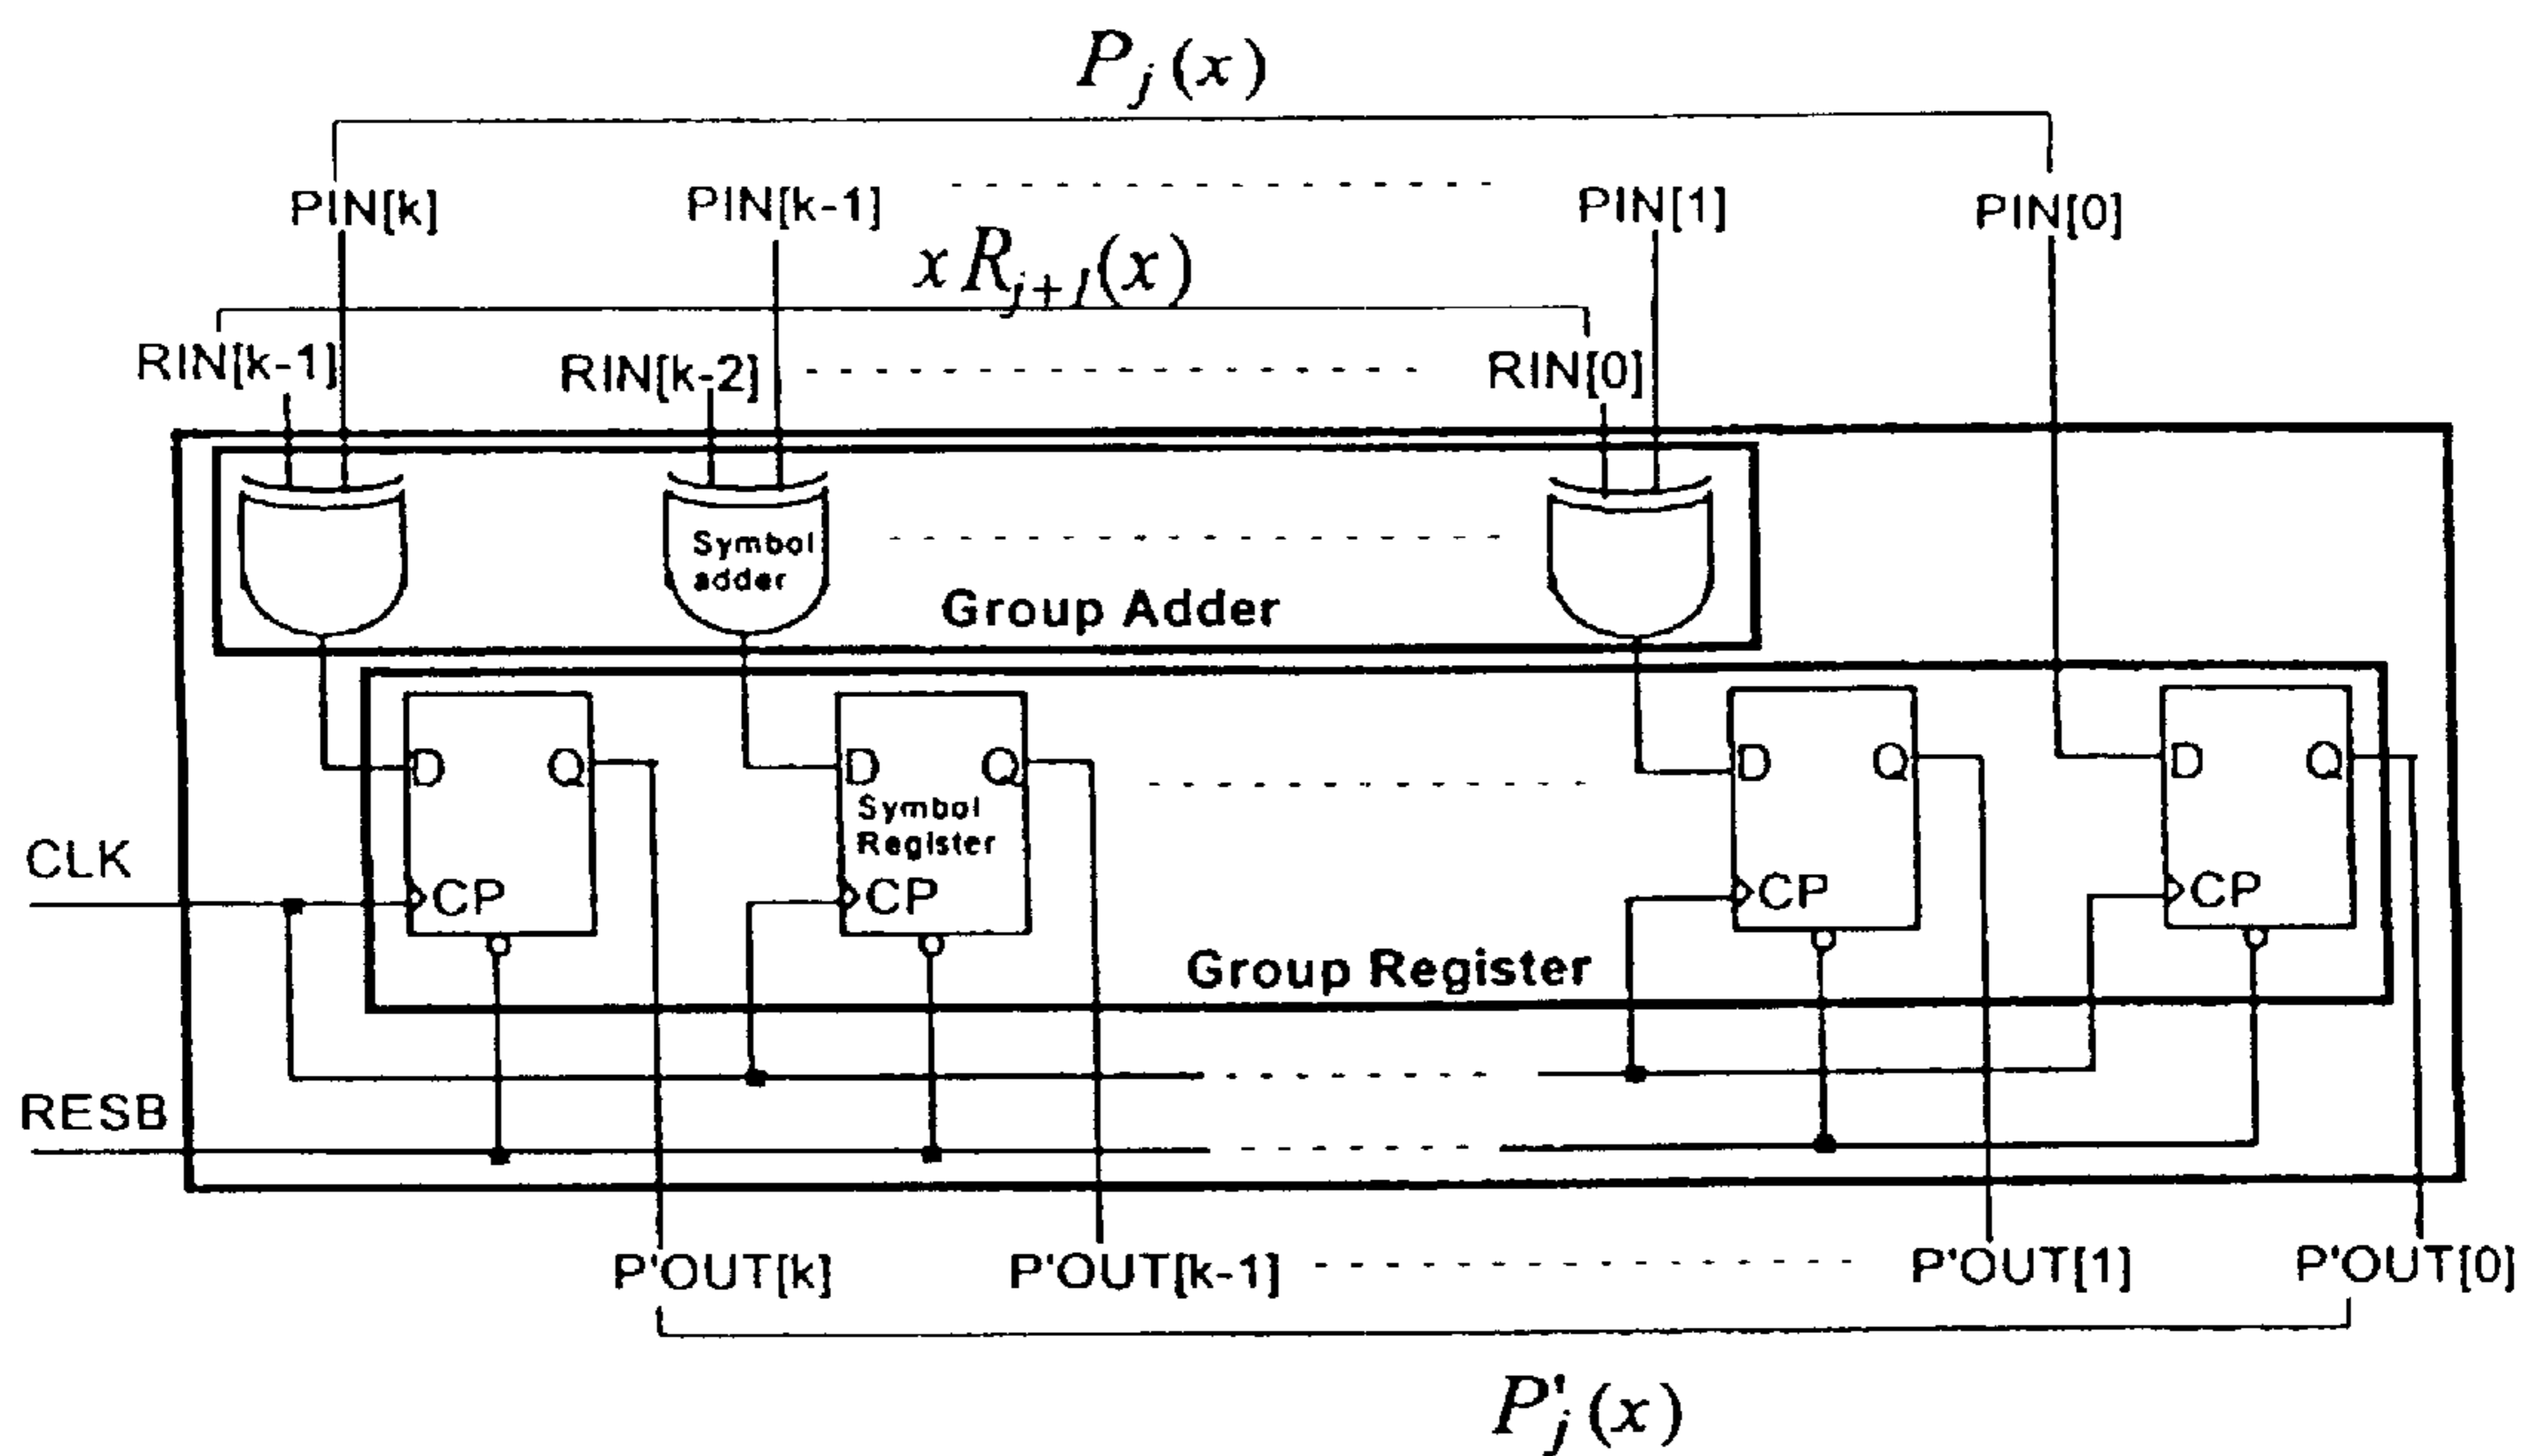 P_j(x)
PIN[k] PIN[k-1] PIN[1] PIN[0]
x R_{j+1}(x)
RIN[k-1] RIN[k-2] RIN[0]
Symbol
adder
Group Adder
D Q D Q D Q D Q
Symbol
Register
CLK
CP CP CP CP
Group Register
RESB
P'OUT[k] P'OUT[k-1] P'OUT[1] P'OUT[0]
P'_j(x)